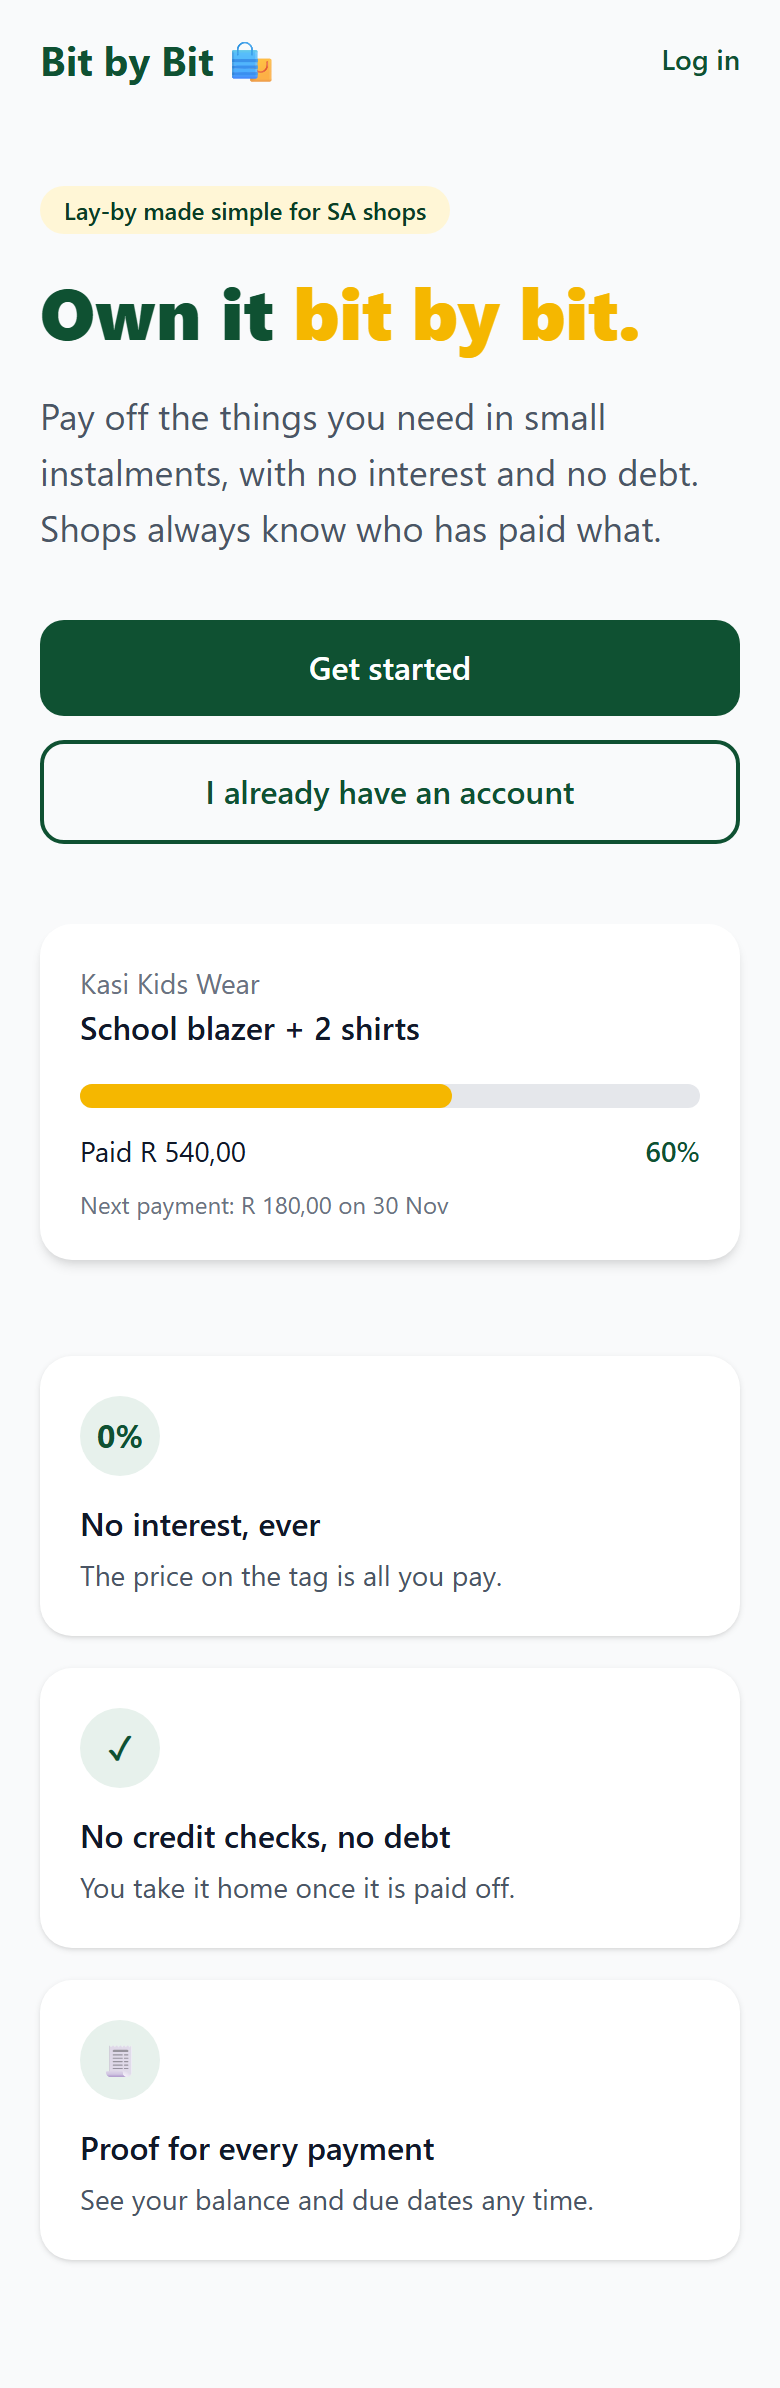 Bit by Bit
Log in
Lay-by made simple for SA shops
Own it bit by bit.
Pay off the things you need in small
instalments, with no interest and no debt.
Shops always know who has paid what.
Get started
I already have an account
Kasi Kids Wear
School blazer + 2 shirts
Paid R 540,00
60%
Next payment: R 180,00 on 30 Nov
0%
No interest, ever
The price on the tag is all you pay.
✓
No credit checks, no debt
You take it home once it is paid off.
Proof for every payment
See your balance and due dates any time.